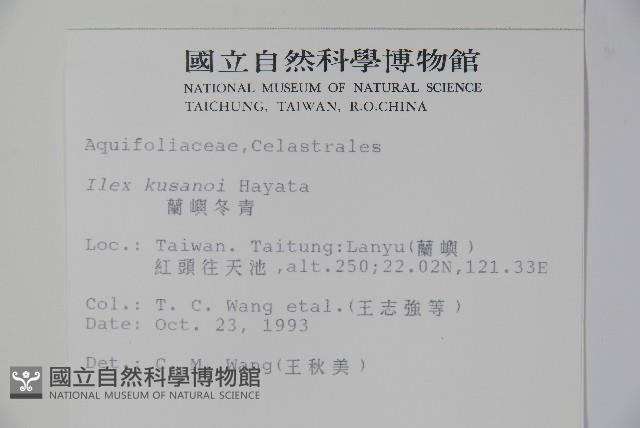 國立自然科學博物館
NATIONAL MUSEUM OF NATURAL SCIENCE
TAICHUNG, TAIWAN, R.O.CHINA
Aquifoliaceae,Celastrales
Ilex kusanoi Hayata
蘭嶼冬青
Loc.: Taiwan. Taitung:Lanyu(蘭嶼)
紅頭往天池,alt.250;22.02N,121.33E
Col.: T. C. Wang etal.(王志強等)
Date: Oct. 23, 1993
Det.: C. M. Wang(王秋美)
國立自然科學博物館
NATIONAL MUSEUM OF NATURAL SCIENCE